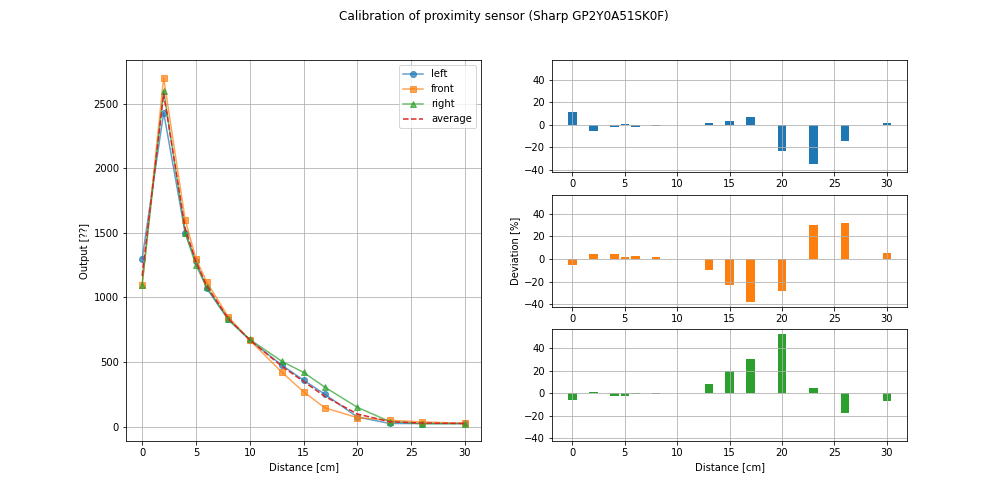 Calibration of proximity sensor (Sharp GP2Y0A51SK0F)
left
front
right
average
2500
2000
1500
1000
500
0
Output [??]
0 5 10 15 20 25 30
Distance [cm]
40
20
0
−20
−40
0 5 10 15 20 25 30
40
20
0
−20
−40
Deviation [%]
0 5 10 15 20 25 30
40
20
0
−20
−40
0 5 10 15 20 25 30
Distance [cm]